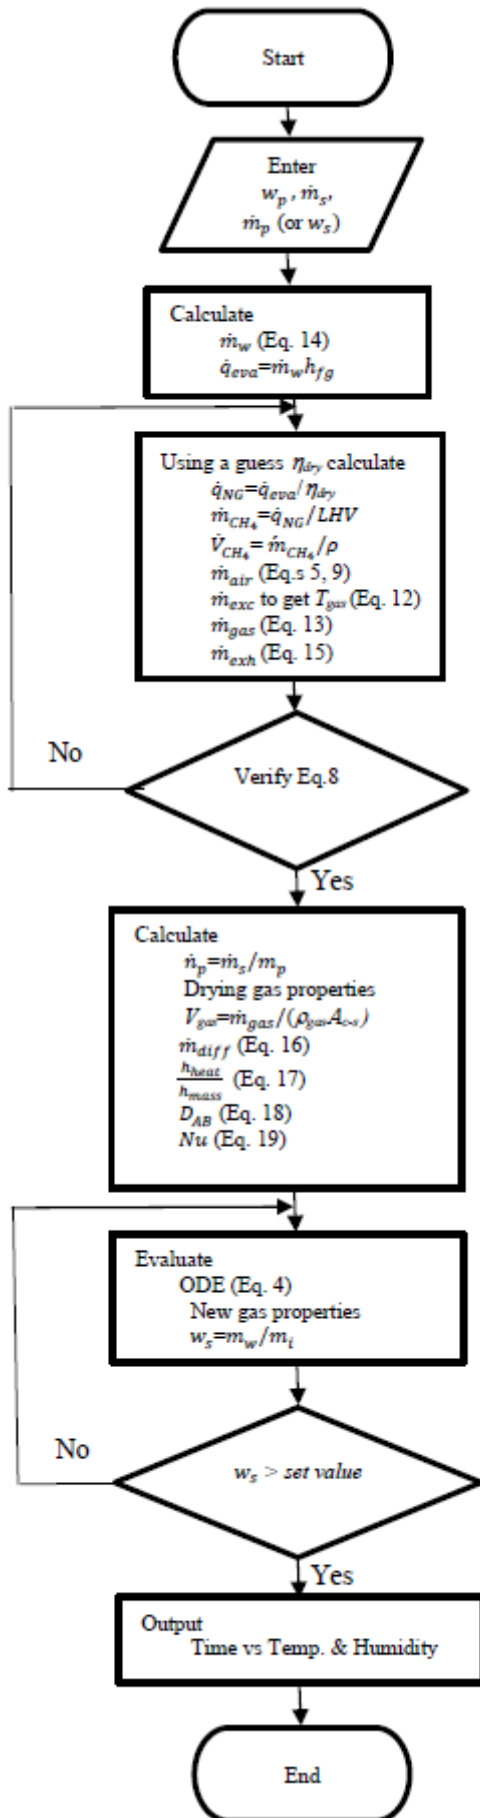 Start
Enter
w_p , ṁ_s,
ṁ_p (or w_s)
Calculate
ṁ_w (Eq. 14)
q̇_eva=ṁ_w h_fg
Using a guess η_dry calculate
q̇_NG=q̇_eva/η_dry
ṁ_CH₄=q̇_NG/LHV
V̇_CH₄= ṁ_CH₄/ρ
ṁ_air (Eq.s 5, 9)
ṁ_exc to get T_gas (Eq. 12)
ṁ_gas (Eq. 13)
ṁ_exh (Eq. 15)
No
Verify Eq.8
Yes
Calculate
ṅ_p=ṁ_s/m_p
Drying gas properties
V_gas=ṁ_gas/(ρ_gas A_c-s)
ṁ_diff (Eq. 16)
h_heat/h_mass (Eq. 17)
D_AB (Eq. 18)
Nu (Eq. 19)
Evaluate
ODE (Eq. 4)
New gas properties
w_s=m_w/m_i
No
w_s > set value
Yes
Output
Time vs Temp. & Humidity
End